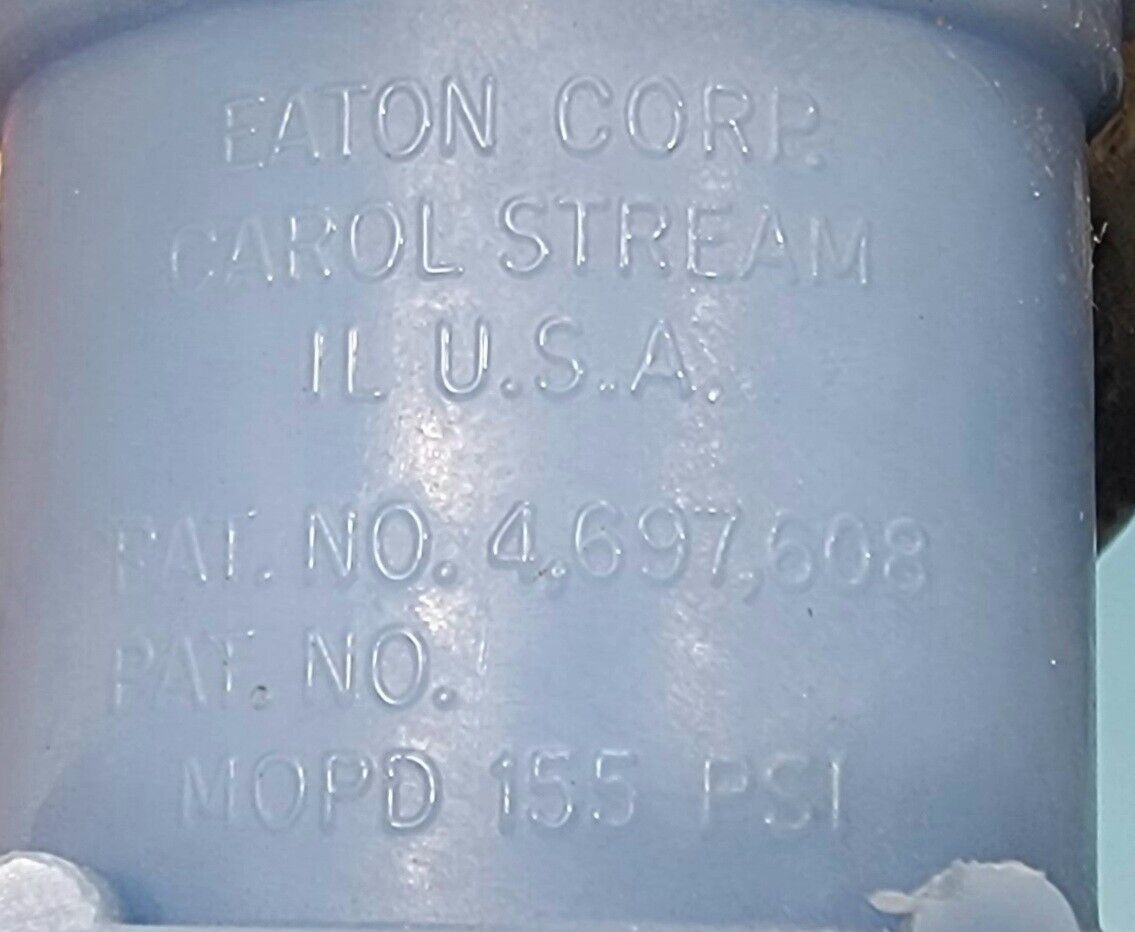 EATON CORP.
CAROL STREAM
IL U.S.A.
PAT. NO. 4,697,608
PAT. NO.
MOPD 155 PSI